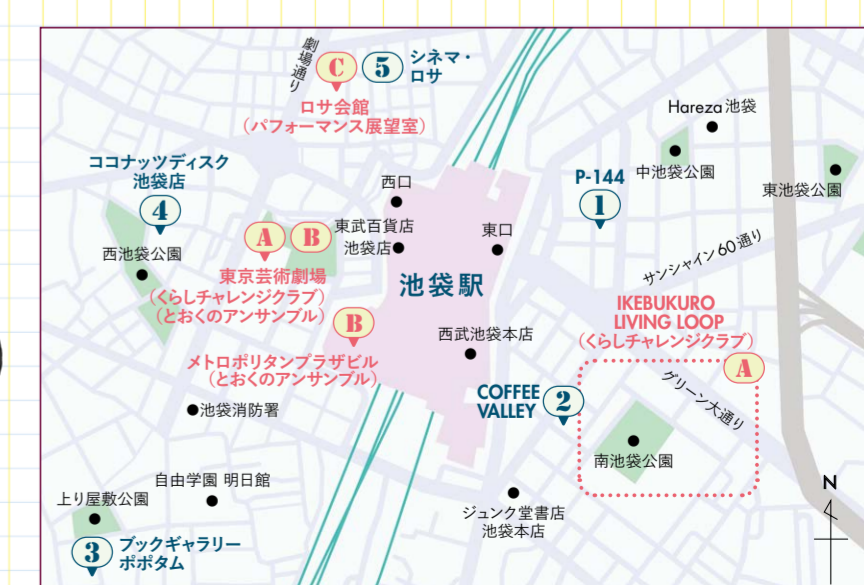 劇場通り
C
5
シネマ・
ロサ
ロサ会館
(パフォーマンス展望室)
Hareza 池袋
中池袋公園
東池袋公園
ココナッツディスク
池袋店
4
西池袋公園
西口
東武百貨店
池袋店
東口
池袋駅
P-144
1
サンシャイン60通り
A
B
東京芸術劇場
(くらしチャレンジクラブ)
(とおくのアンサンブル)
B
メトロポリタンプラザビル
(とおくのアンサンブル)
西武池袋本店
IKEBUKURO
LIVING LOOP
(くらしチャレンジクラブ)
A
グリーン大通り
COFFEE
VALLEY
2
南池袋公園
池袋消防署
自由学園 明日館
上り屋敷公園
3
ブックギャラリー
ポポタム
ジュンク堂書店
池袋本店
N